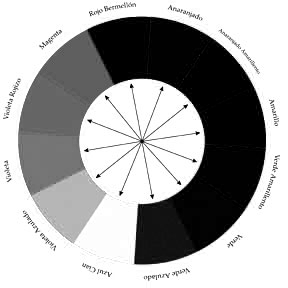 Rojo Bermellón
Anaranjado
Anaranjado Amarillento
Amarillo
Verde Amarillento
Verde
Verde Azulado
Azul Cian
Violeta Azulado
Violeta
Violeta Rojizo
Magenta